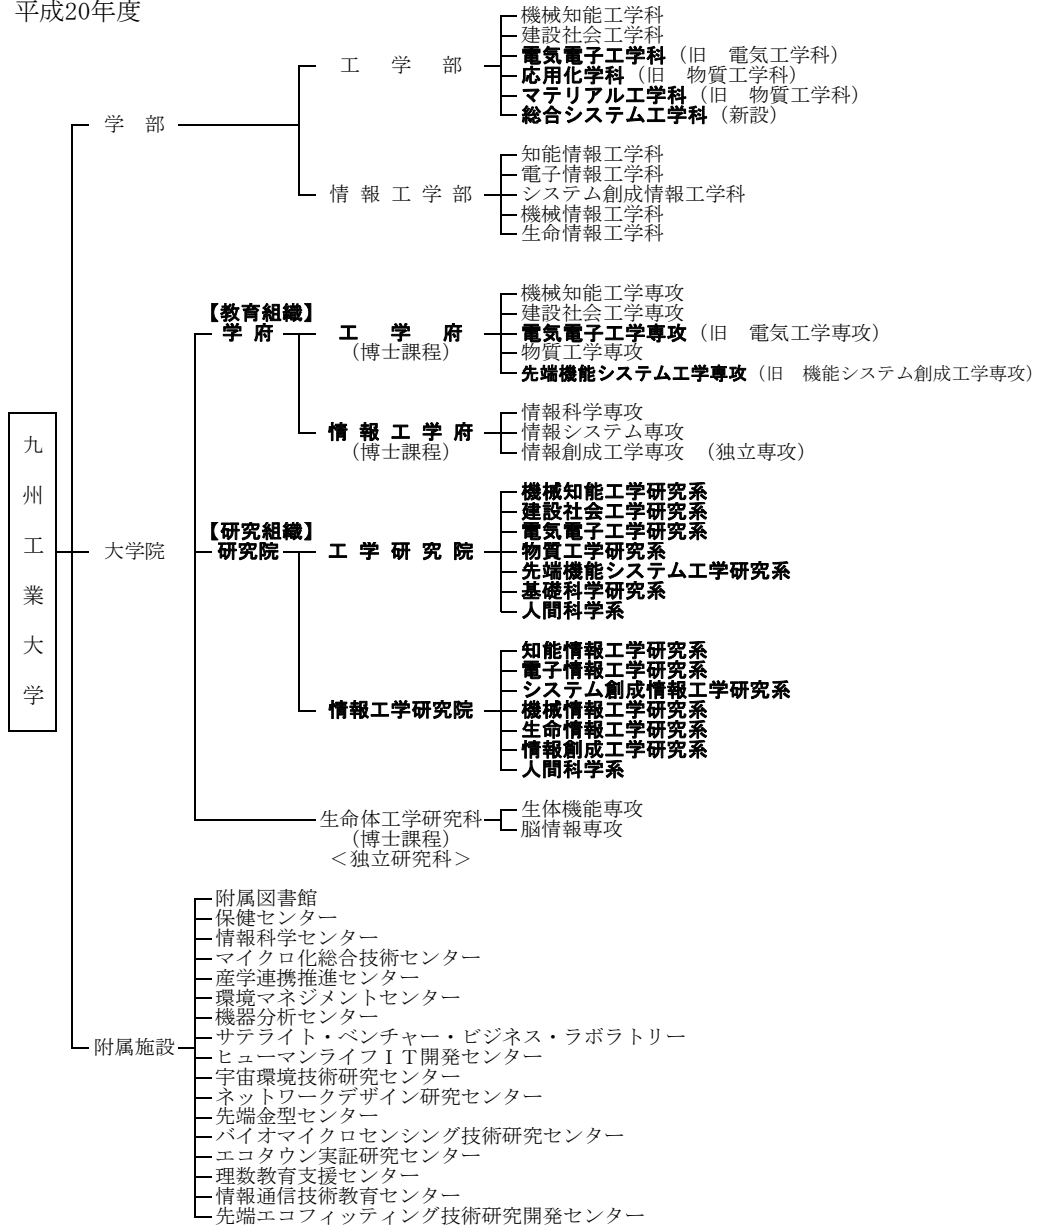 平成20年度
九州工業大学
学　部
工　学　部
機械知能工学科
建設社会工学科
電気電子工学科（旧　電気工学科）
応用化学科（旧　物質工学科）
マテリアル工学科（旧　物質工学科）
総合システム工学科（新設）
情 報 工 学 部
知能情報工学科
電子情報工学科
システム創成情報工学科
機械情報工学科
生命情報工学科
大学院
【教育組織】
学 府
工　学　府
（博士課程）
機械知能工学専攻
建設社会工学専攻
電気電子工学専攻（旧　電気工学専攻）
物質工学専攻
先端機能システム工学専攻（旧　機能システム創成工学専攻）
情 報 工 学 府
（博士課程）
情報科学専攻
情報システム専攻
情報創成工学専攻　（独立専攻）
【研究組織】
研究院
工 学 研 究 院
機械知能工学研究系
建設社会工学研究系
電気電子工学研究系
物質工学研究系
先端機能システム工学研究系
基礎科学研究系
人間科学系
情報工学研究院
知能情報工学研究系
電子情報工学研究系
システム創成情報工学研究系
機械情報工学研究系
生命情報工学研究系
情報創成工学研究系
人間科学系
生命体工学研究科
（博士課程）
＜独立研究科＞
生体機能専攻
脳情報専攻
附属施設
附属図書館
保健センター
情報科学センター
マイクロ化総合技術センター
産学連携推進センター
環境マネジメントセンター
機器分析センター
サテライト・ベンチャー・ビジネス・ラボラトリー
ヒューマンライフＩＴ開発センター
宇宙環境技術研究センター
ネットワークデザイン研究センター
先端金型センター
バイオマイクロセンシング技術研究センター
エコタウン実証研究センター
理数教育支援センター
情報通信技術教育センター
先端エコフィッティング技術研究開発センター